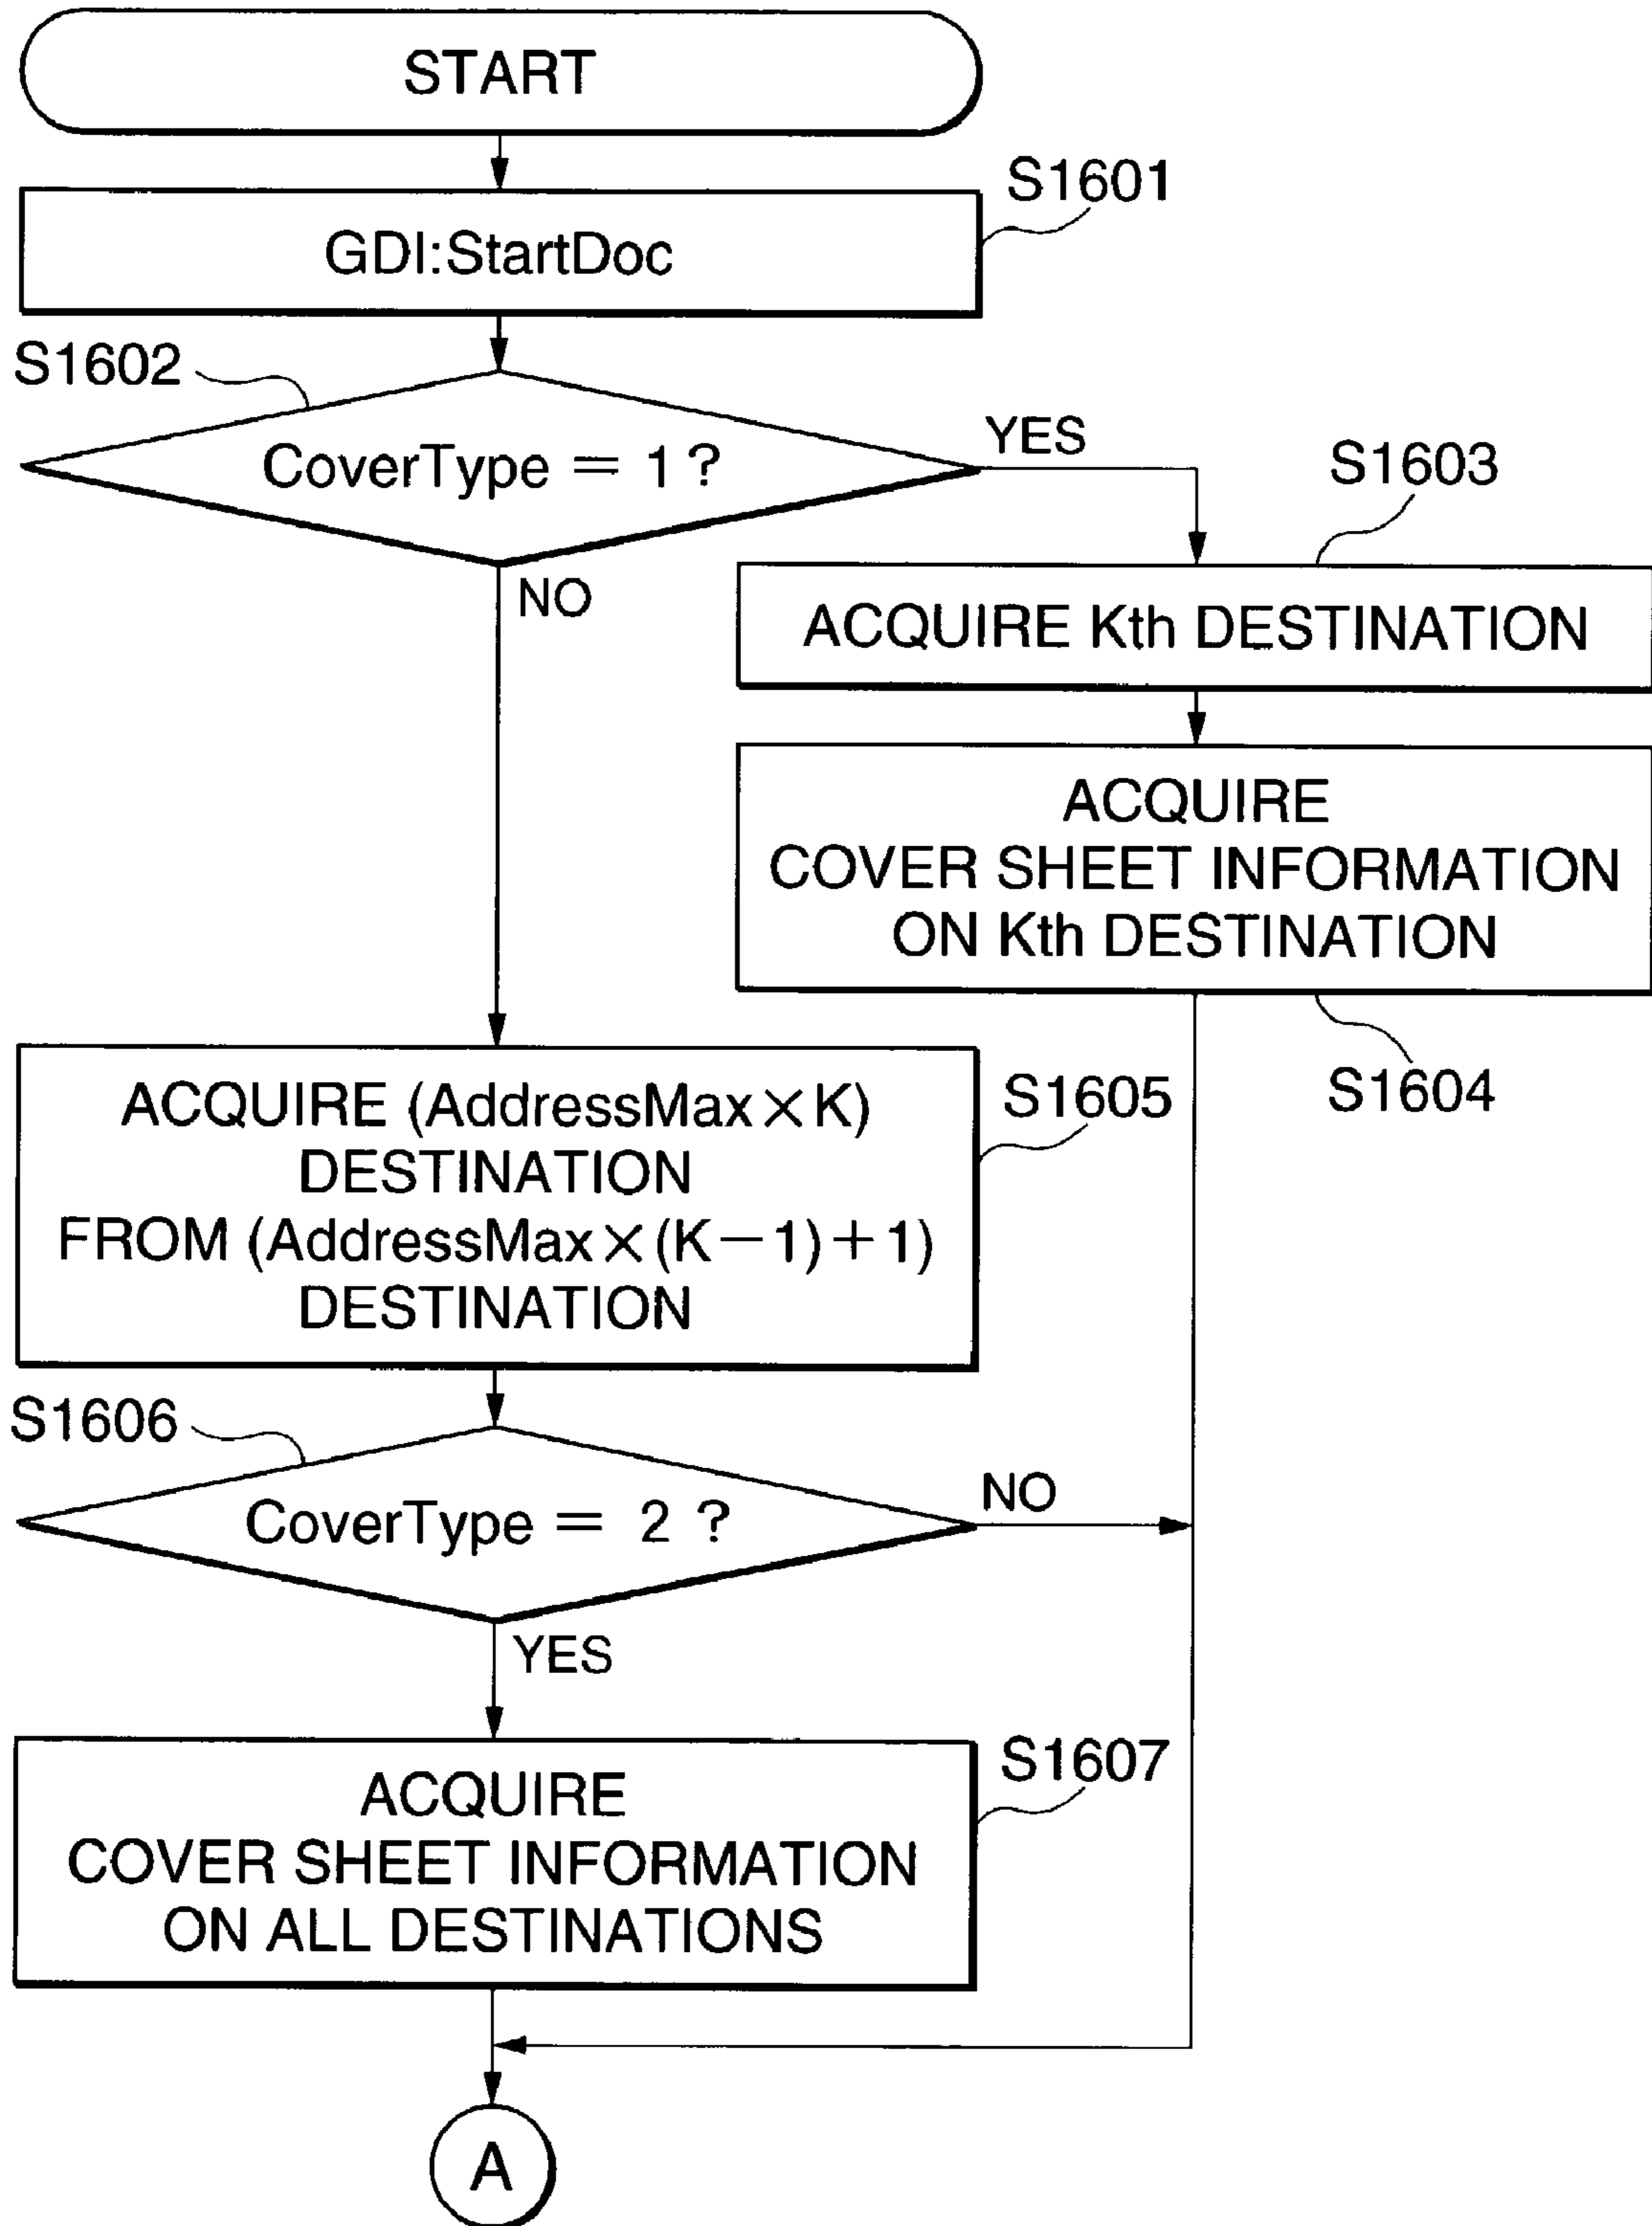 START
S1601
GDI:StartDoc
S1602
CoverType = 1 ?
YES
NO
S1603
ACQUIRE Kth DESTINATION
ACQUIRE
COVER SHEET INFORMATION
ON Kth DESTINATION
S1604
ACQUIRE (AddressMax×K)
DESTINATION
FROM (AddressMax×(K−1)+1)
DESTINATION
S1605
S1606
CoverType = 2 ?
NO
YES
S1607
ACQUIRE
COVER SHEET INFORMATION
ON ALL DESTINATIONS
A